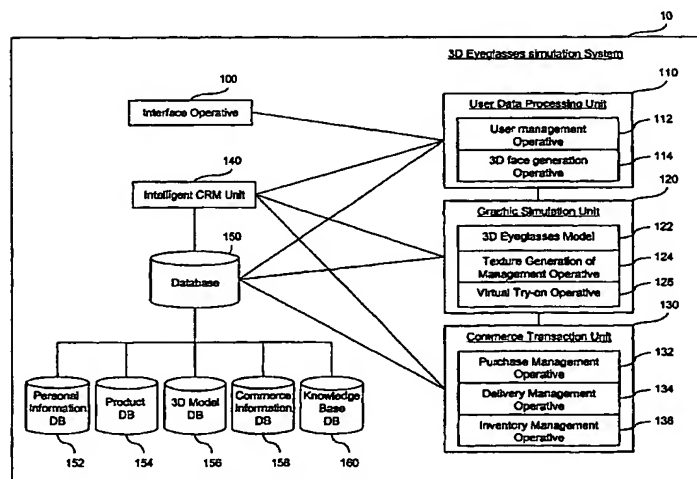 10
3D Eyeglasses simulation System
100
Interface Operative
110
User Data Processing Unit
User management Operative
112
3D face generation Operative
114
140
Intelligent CRM Unit
120
Graphic Simulation Unit
3D Eyeglasses Model
122
Texture Generation of Management Operative
124
Virtual Try-on Operative
126
150
Database
130
Commerce Transaction Unit
Purchase Management Operative
132
Delivery Management Operative
134
Inventory Management Operative
136
Personal Information DB
Product DB
3D Model DB
Commerce Information DB
Knowledge Base DB
152
154
156
158
160